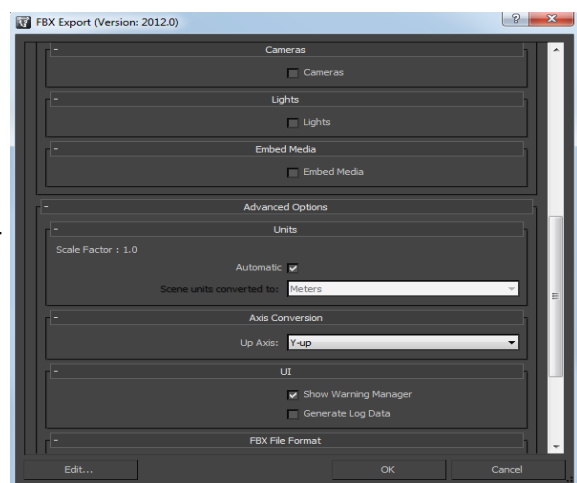 FBX Export (Version: 2012.0)
- Cameras
Cameras
- Lights
Lights
- Embed Media
Embed Media
- Advanced Options
- Units
Scale Factor : 1.0
Automatic
Scene units converted to: Meters
- Axis Conversion
Up Axis: Y-up
- UI
Show Warning Manager
Generate Log Data
- FBX File Format
Edit... OK Cancel